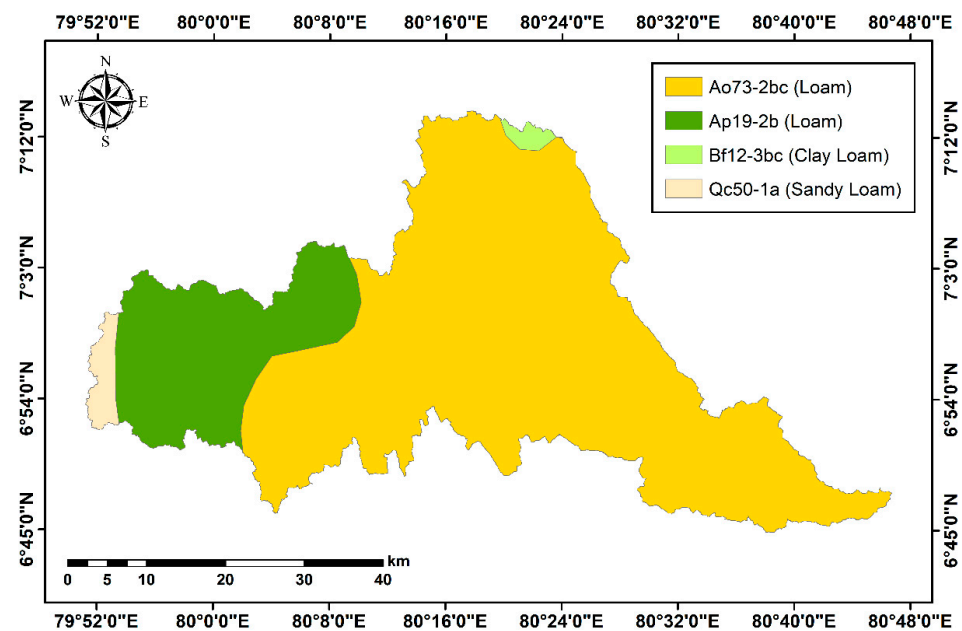 79°52'0"E 80°0'0"E 80°8'0"E 80°16'0"E 80°24'0"E 80°32'0"E 80°40'0"E 80°48'0"E
N
W E
S
Ao73-2bc (Loam)
Ap19-2b (Loam)
Bf12-3bc (Clay Loam)
Qc50-1a (Sandy Loam)
7°12'0"N 7°12'0"N
7°3'0"N 7°3'0"N
6°54'0"N 6°54'0"N
6°45'0"N 6°45'0"N
km
0 5 10 20 30 40
79°52'0"E 80°0'0"E 80°8'0"E 80°16'0"E 80°24'0"E 80°32'0"E 80°40'0"E 80°48'0"E